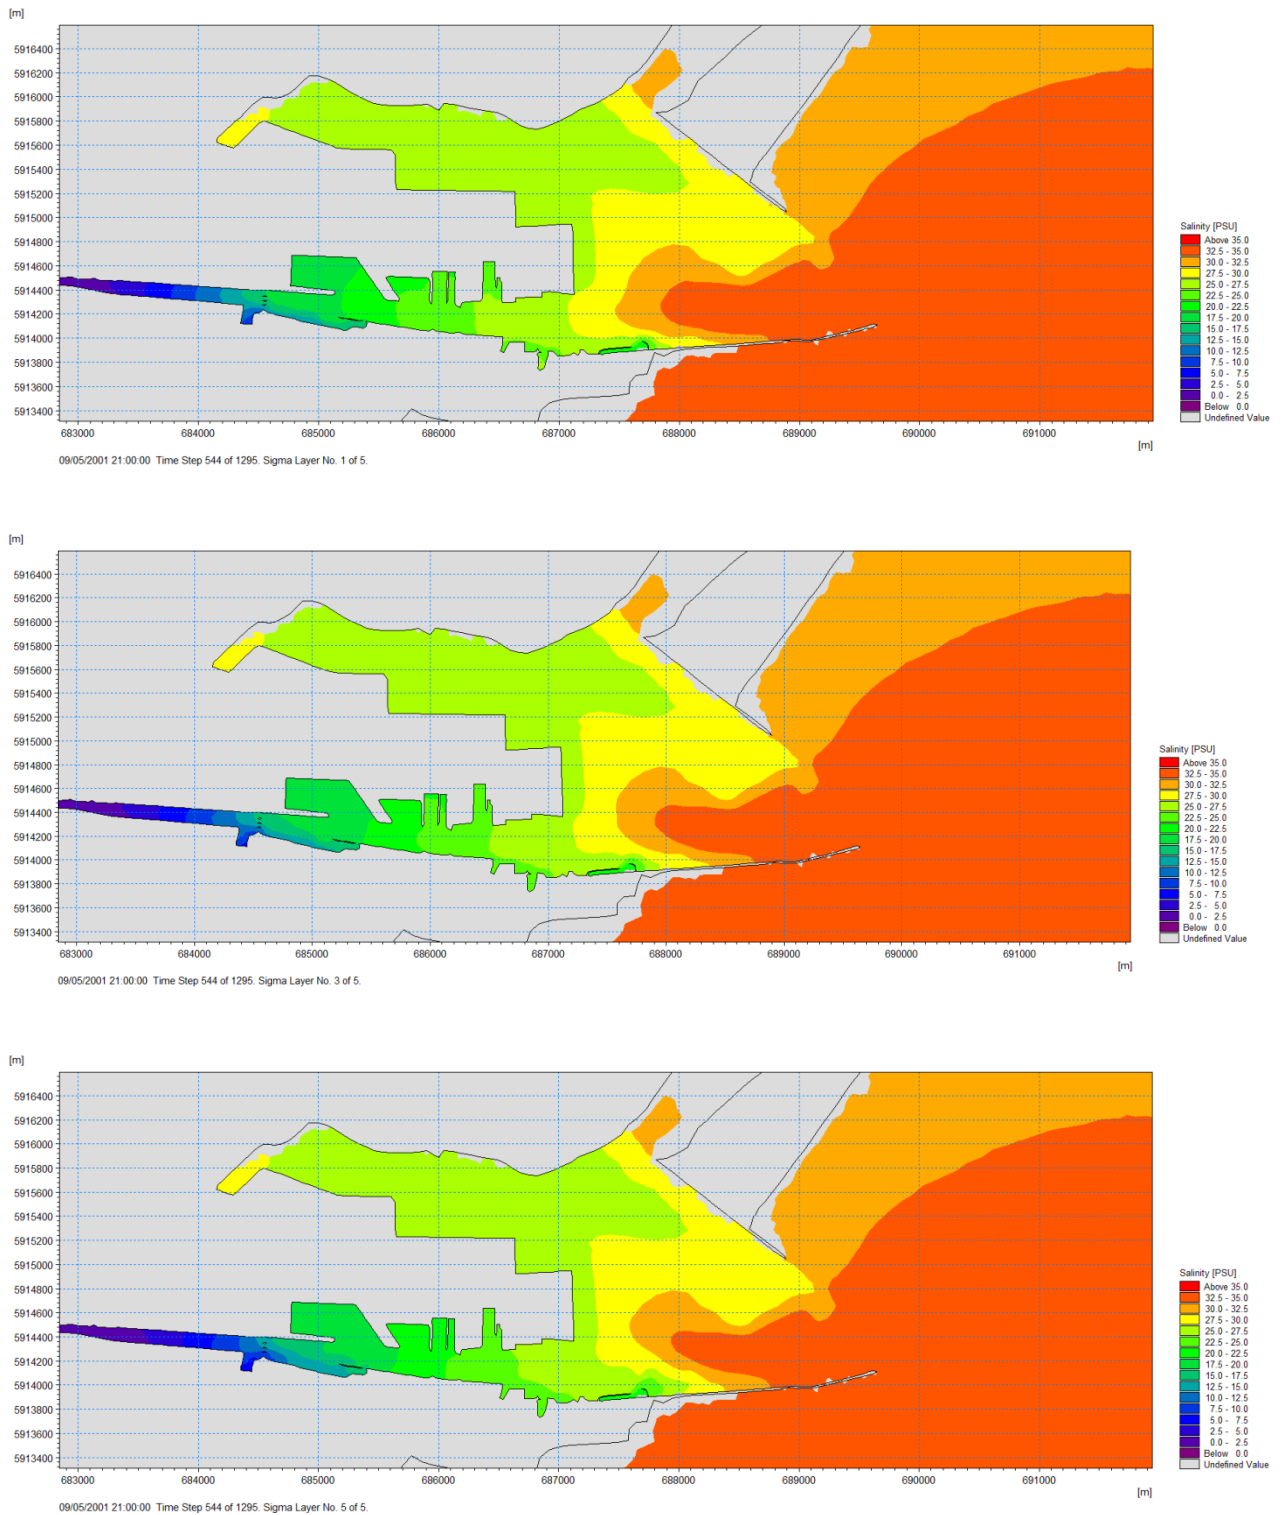 [m]
5916400
5916200
5916000
5915800
5915600
5915400
5915200
5915000
5914800
5914600
5914400
5914200
5914000
5913800
5913600
5913400
683000 684000 685000 686000 687000 688000 689000 690000 691000
[m]
Salinity [PSU]
Above 35.0
32.5 - 35.0
30.0 - 32.5
27.5 - 30.0
25.0 - 27.5
22.5 - 25.0
20.0 - 22.5
17.5 - 20.0
15.0 - 17.5
12.5 - 15.0
10.0 - 12.5
7.5 - 10.0
5.0 - 7.5
2.5 - 5.0
0.0 - 2.5
Below 0.0
Undefined Value
09/05/2001 21:00:00 Time Step 544 of 1295. Sigma Layer No. 1 of 5.
[m]
5916400
5916200
5916000
5915800
5915600
5915400
5915200
5915000
5914800
5914600
5914400
5914200
5914000
5913800
5913600
5913400
683000 684000 685000 686000 687000 688000 689000 690000 691000
[m]
Salinity [PSU]
Above 35.0
32.5 - 35.0
30.0 - 32.5
27.5 - 30.0
25.0 - 27.5
22.5 - 25.0
20.0 - 22.5
17.5 - 20.0
15.0 - 17.5
12.5 - 15.0
10.0 - 12.5
7.5 - 10.0
5.0 - 7.5
2.5 - 5.0
0.0 - 2.5
Below 0.0
Undefined Value
09/05/2001 21:00:00 Time Step 544 of 1295. Sigma Layer No. 3 of 5.
[m]
5916400
5916200
5916000
5915800
5915600
5915400
5915200
5915000
5914800
5914600
5914400
5914200
5914000
5913800
5913600
5913400
683000 684000 685000 686000 687000 688000 689000 690000 691000
[m]
Salinity [PSU]
Above 35.0
32.5 - 35.0
30.0 - 32.5
27.5 - 30.0
25.0 - 27.5
22.5 - 25.0
20.0 - 22.5
17.5 - 20.0
15.0 - 17.5
12.5 - 15.0
10.0 - 12.5
7.5 - 10.0
5.0 - 7.5
2.5 - 5.0
0.0 - 2.5
Below 0.0
Undefined Value
09/05/2001 21:00:00 Time Step 544 of 1295. Sigma Layer No. 5 of 5.